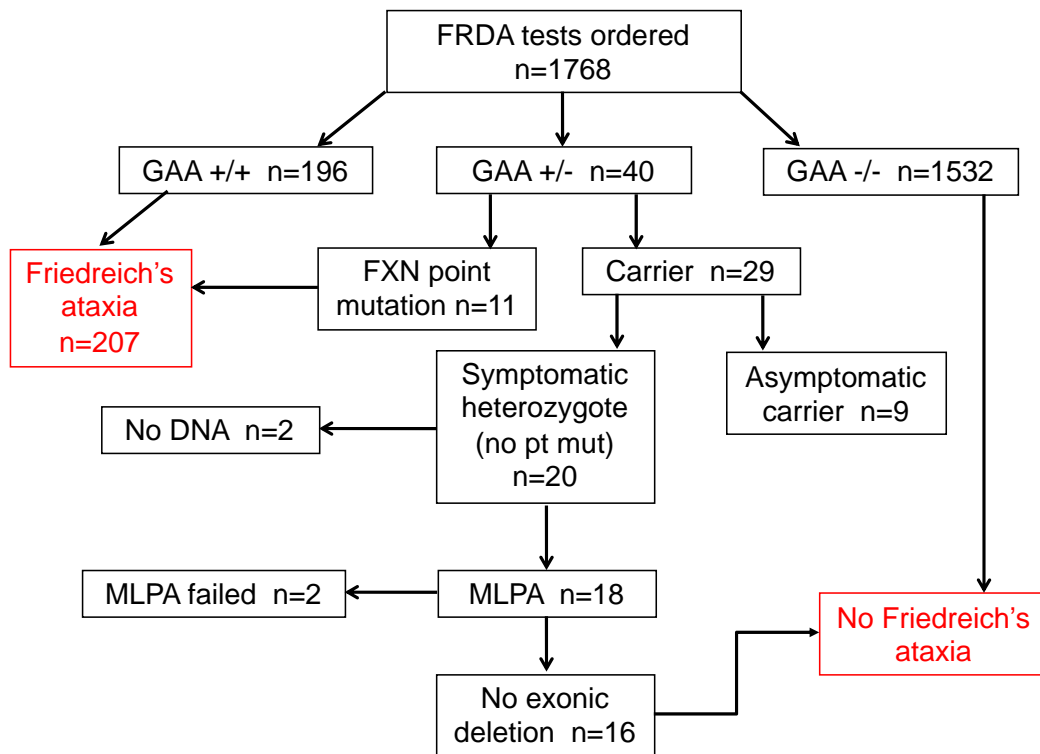 FRDA tests ordered
n=1768
GAA +/+ n=196
GAA +/- n=40
GAA -/- n=1532
Friedreich's
ataxia
n=207
FXN point
mutation n=11
Carrier n=29
Symptomatic
heterozygote
(no pt mut)
n=20
Asymptomatic
carrier n=9
No DNA n=2
MLPA failed n=2
MLPA n=18
No Friedreich's
ataxia
No exonic
deletion n=16